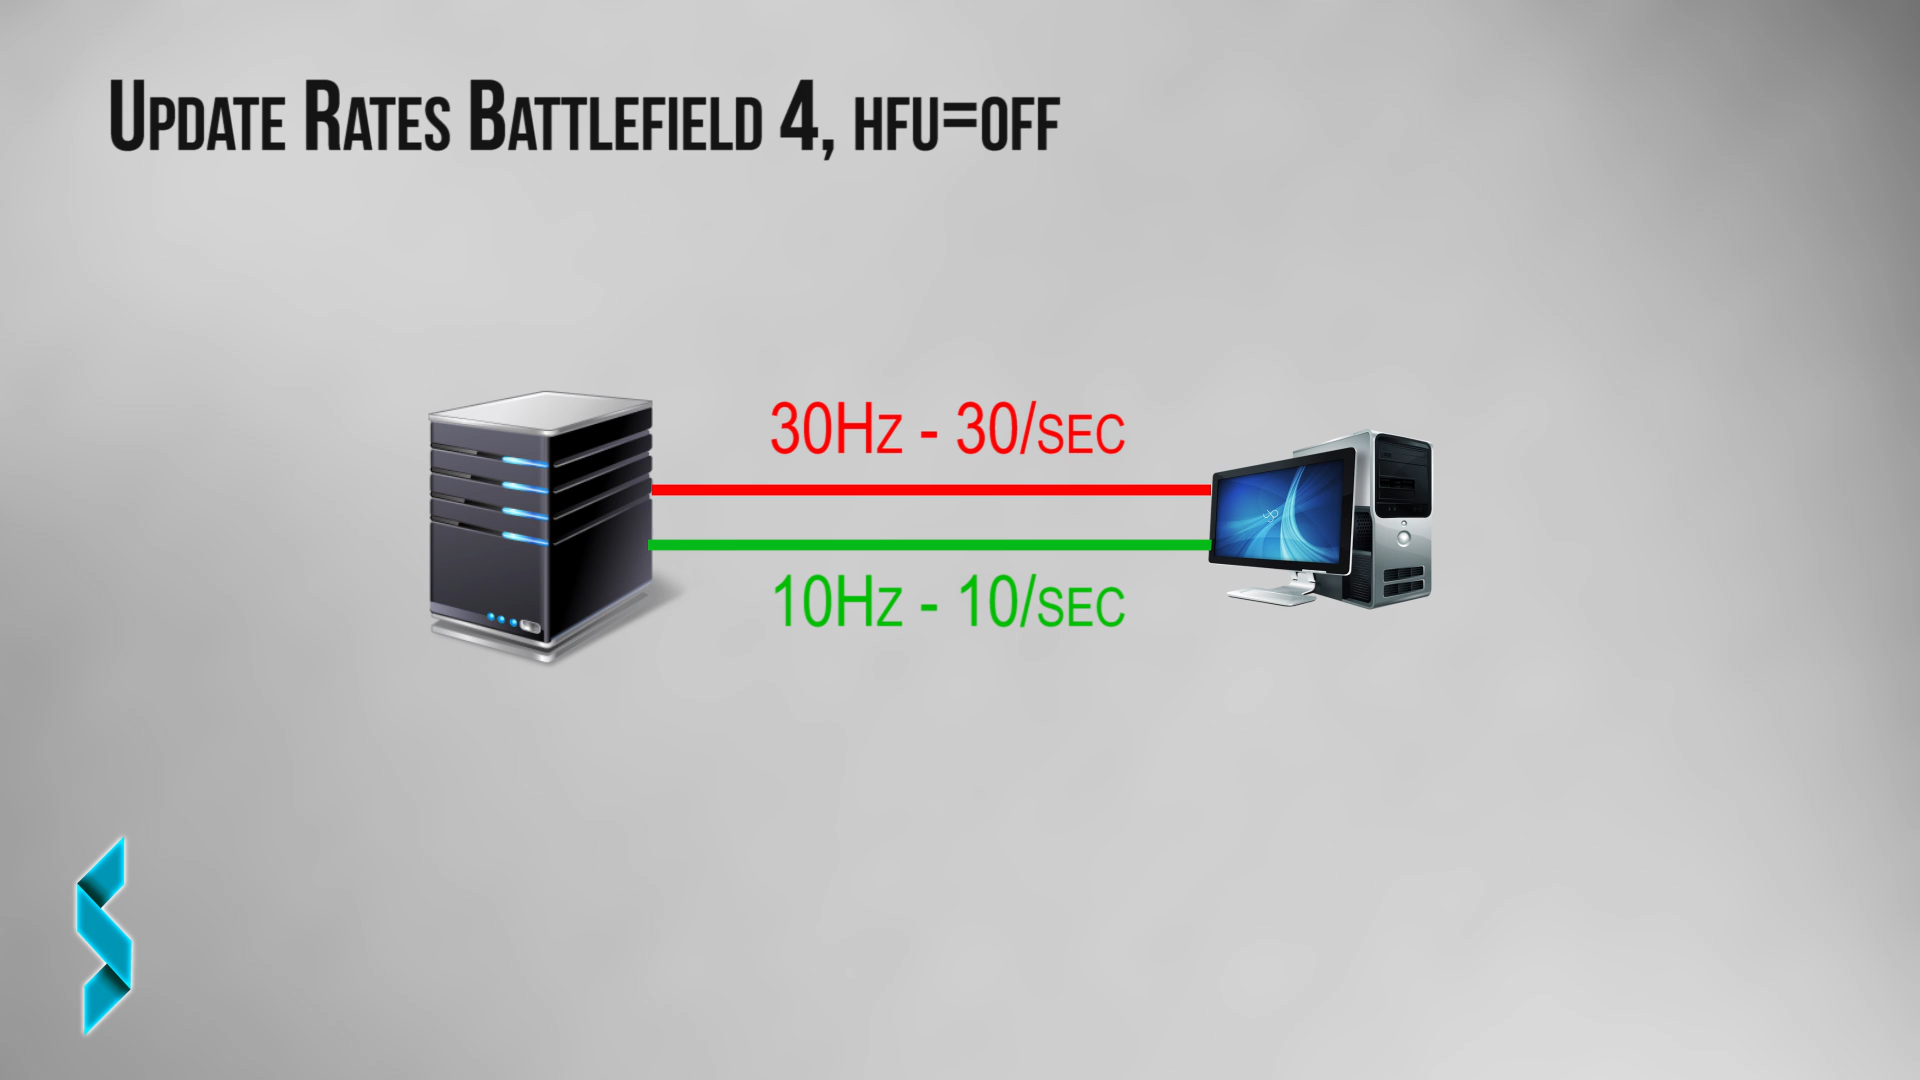 Update Rates Battlefield 4, HFU=OFF
30Hz - 30/sec
10Hz - 10/sec